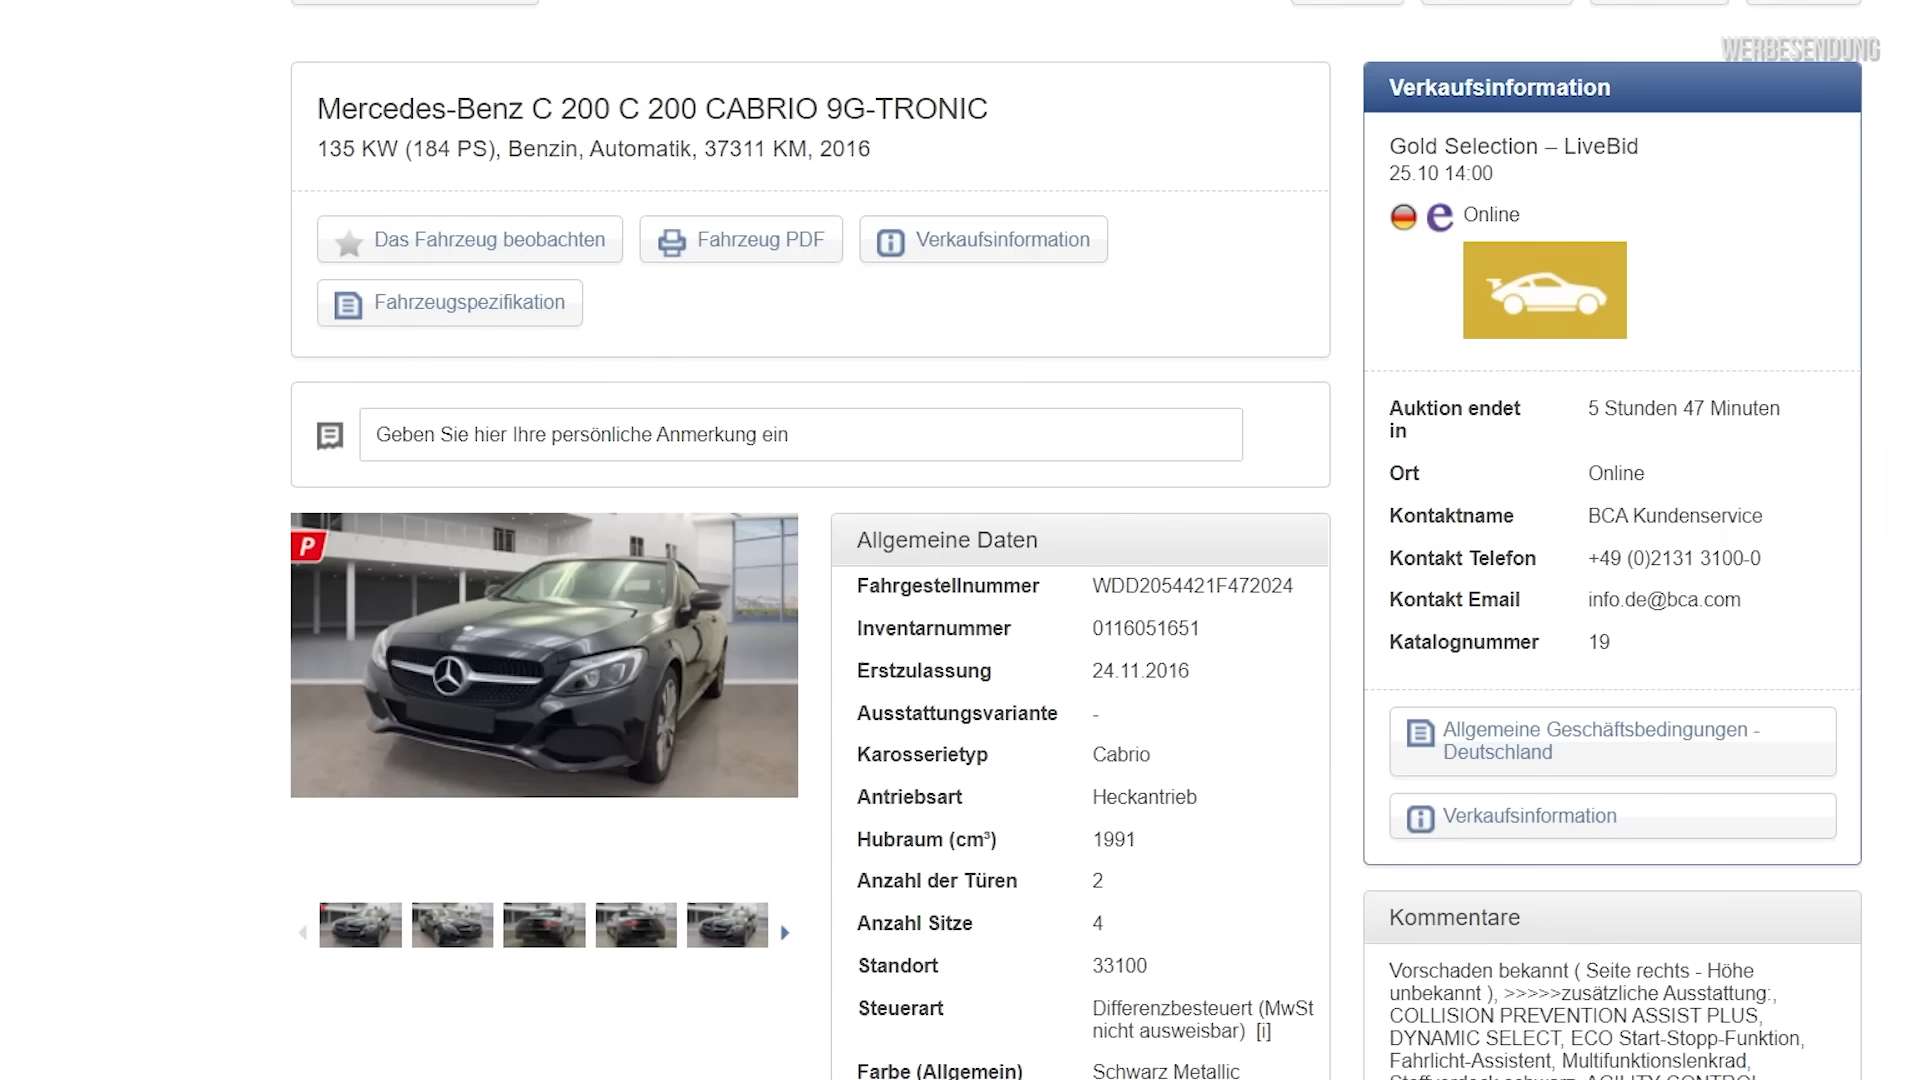 WERBESENDUNG
Mercedes-Benz C 200 C 200 CABRIO 9G-TRONIC
135 KW (184 PS), Benzin, Automatik, 37311 KM, 2016
Das Fahrzeug beobachten
Fahrzeug PDF
Verkaufsinformation
Fahrzeugspezifikation
Geben Sie hier Ihre persönliche Anmerkung ein
P
Allgemeine Daten
Fahrgestellnummer WDD2054421F472024
Inventarnummer 0116051651
Erstzulassung 24.11.2016
Ausstattungsvariante -
Karosserietyp Cabrio
Antriebsart Heckantrieb
Hubraum (cm³) 1991
Anzahl der Türen 2
Anzahl Sitze 4
Standort 33100
Steuerart Differenzbesteuert (MwSt
nicht ausweisbar) [i]
Farbe (Allgemein) Schwarz Metallic
Verkaufsinformation
Gold Selection – LiveBid
25.10 14:00
e Online
Auktion endet 5 Stunden 47 Minuten
in
Ort Online
Kontaktname BCA Kundenservice
Kontakt Telefon +49 (0)2131 3100-0
Kontakt Email info.de@bca.com
Katalognummer 19
Allgemeine Geschäftsbedingungen -
Deutschland
Verkaufsinformation
Kommentare
Vorschaden bekannt ( Seite rechts - Höhe
unbekannt ), >>>>>zusätzliche Ausstattung:,
COLLISION PREVENTION ASSIST PLUS,
DYNAMIC SELECT, ECO Start-Stopp-Funktion,
Fahrlicht-Assistent, Multifunktionslenkrad,
Stoffverdeck schwarz, AGILITY CONTROL